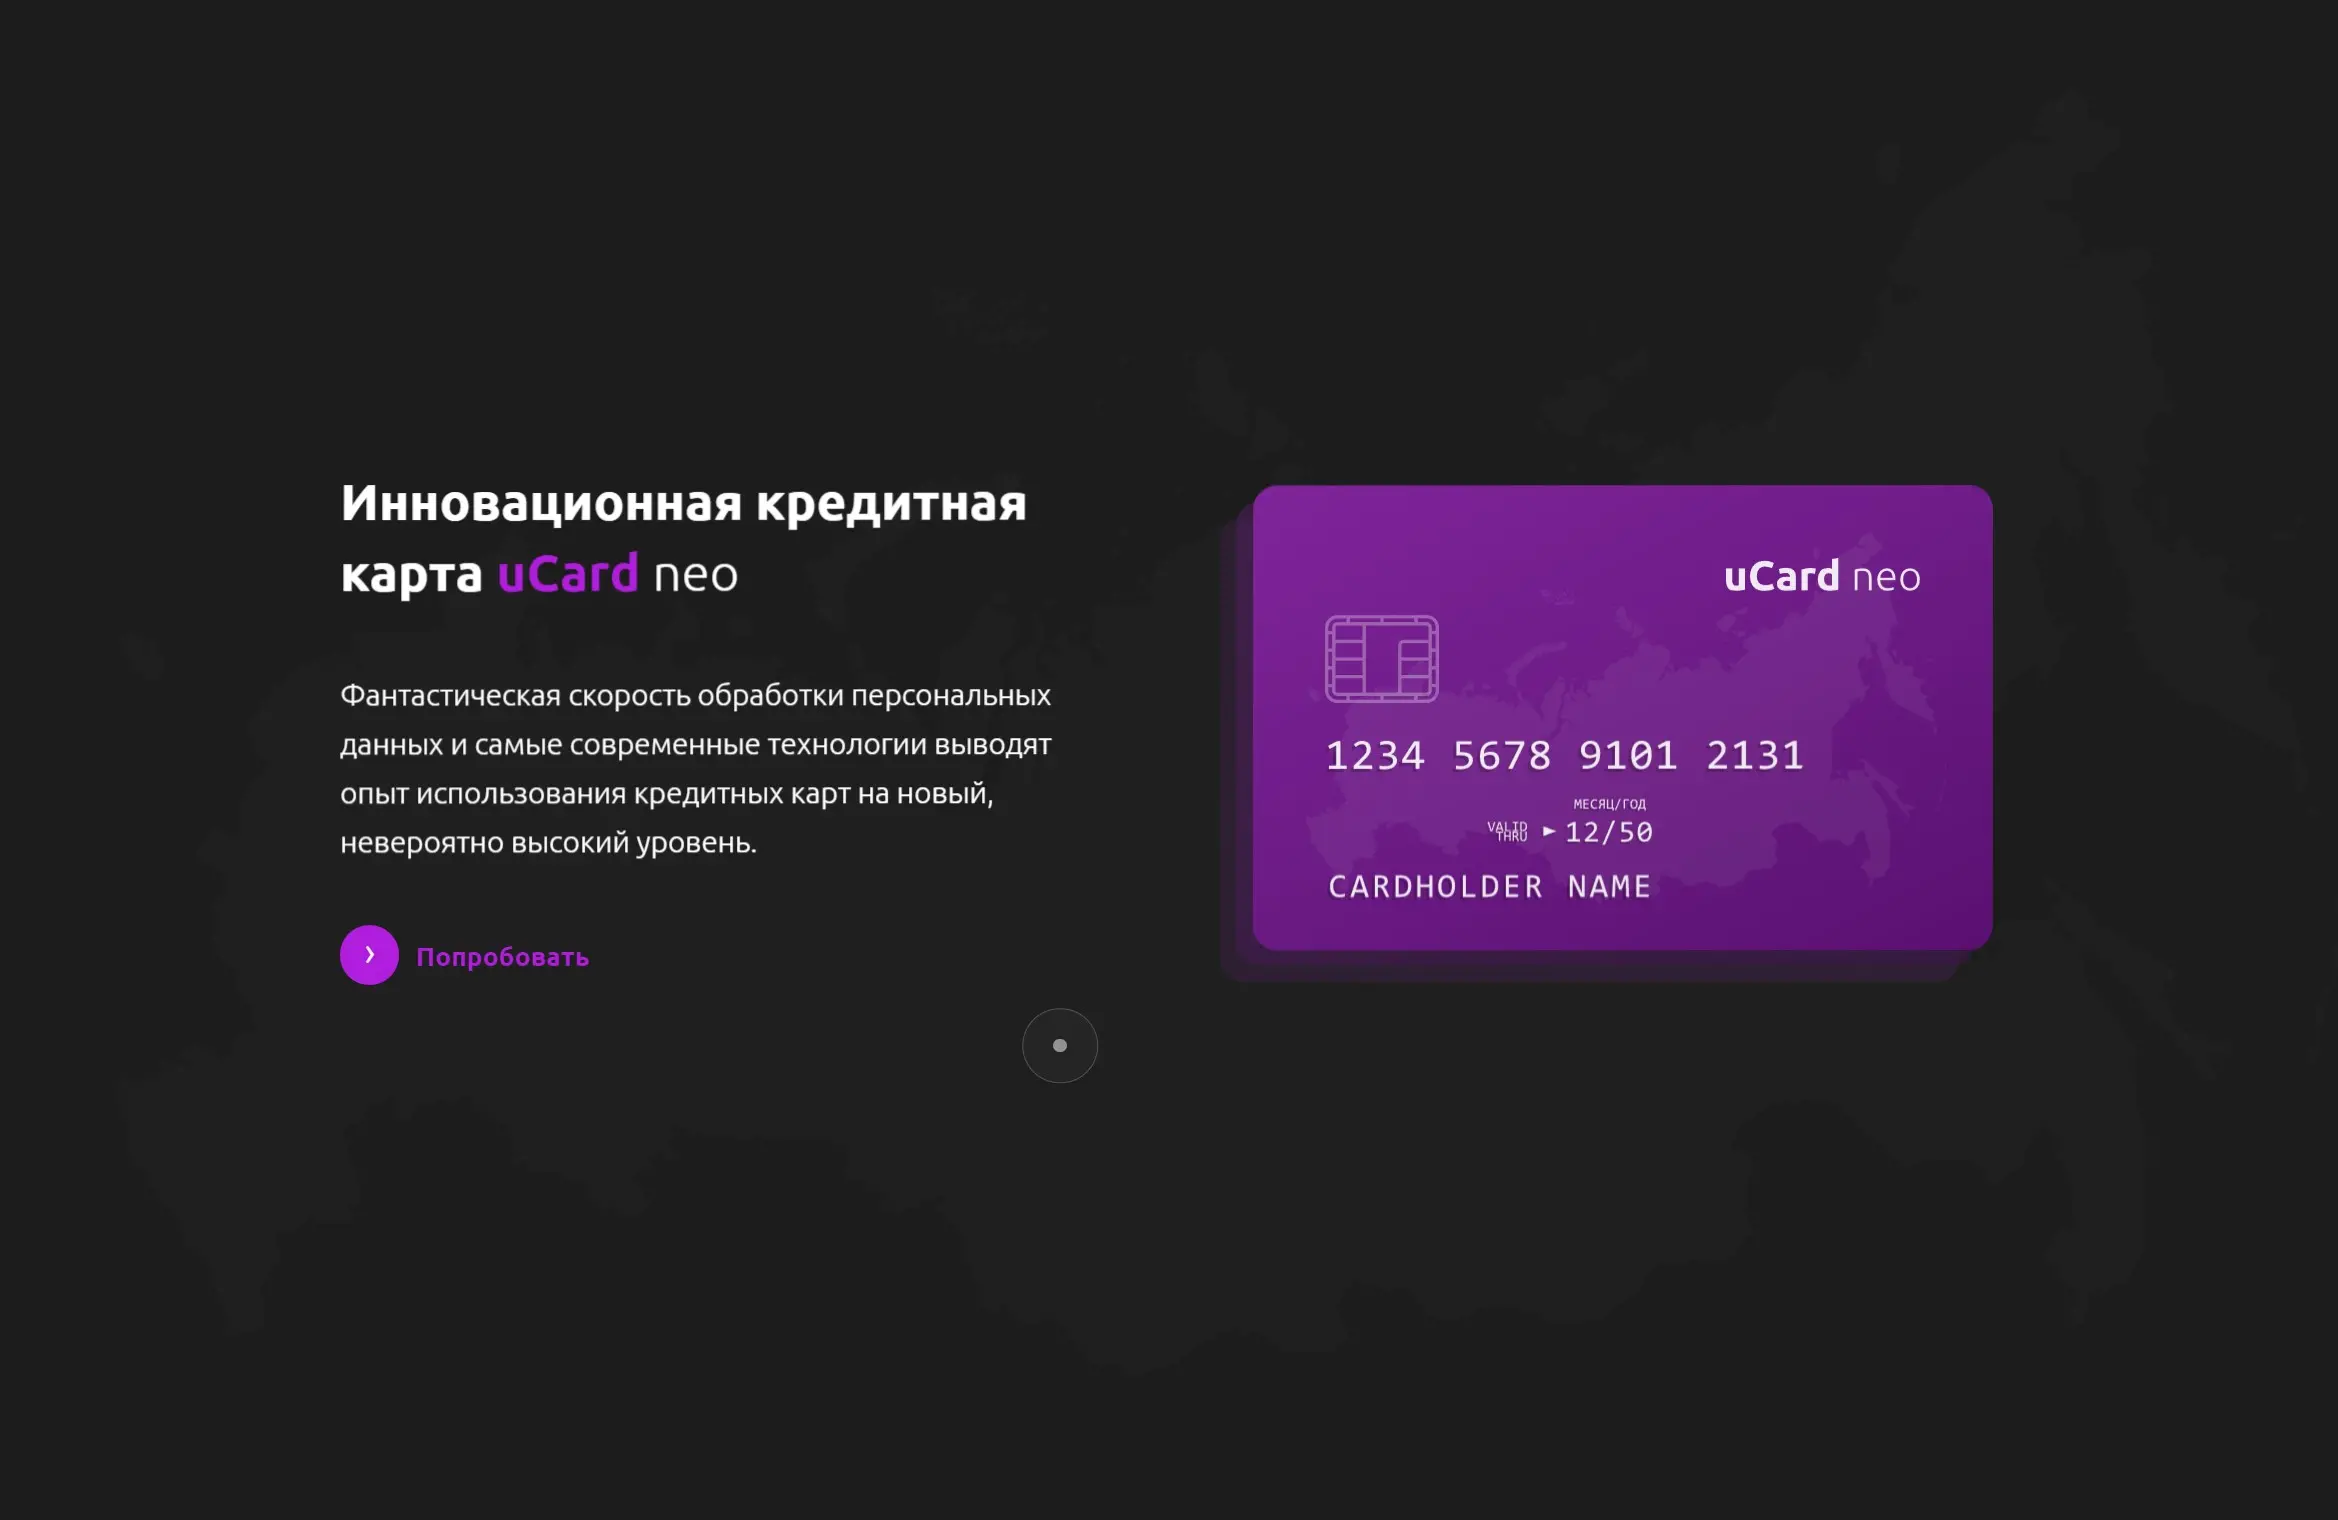 Инновационная кредитная
карта uCard neo
Фантастическая скорость обработки персональных
данных и самые современные технологии выводят
опыт использования кредитных карт на новый,
невероятно высокий уровень.
Попробовать
uCard neo
1234 5678 9101 2131
МЕСЯЦ/ГОД
VALID
THRU
12/50
CARDHOLDER NAME